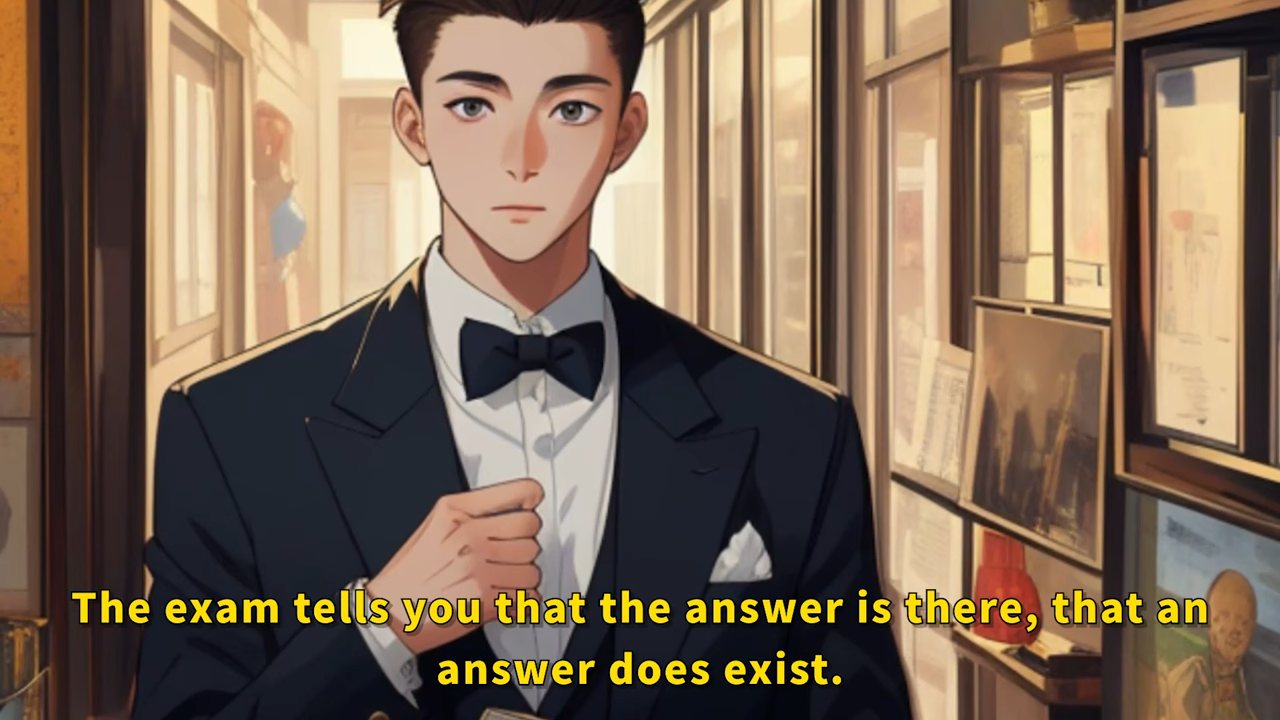 The exam tells you that the answer is there, that an
answer does exist.